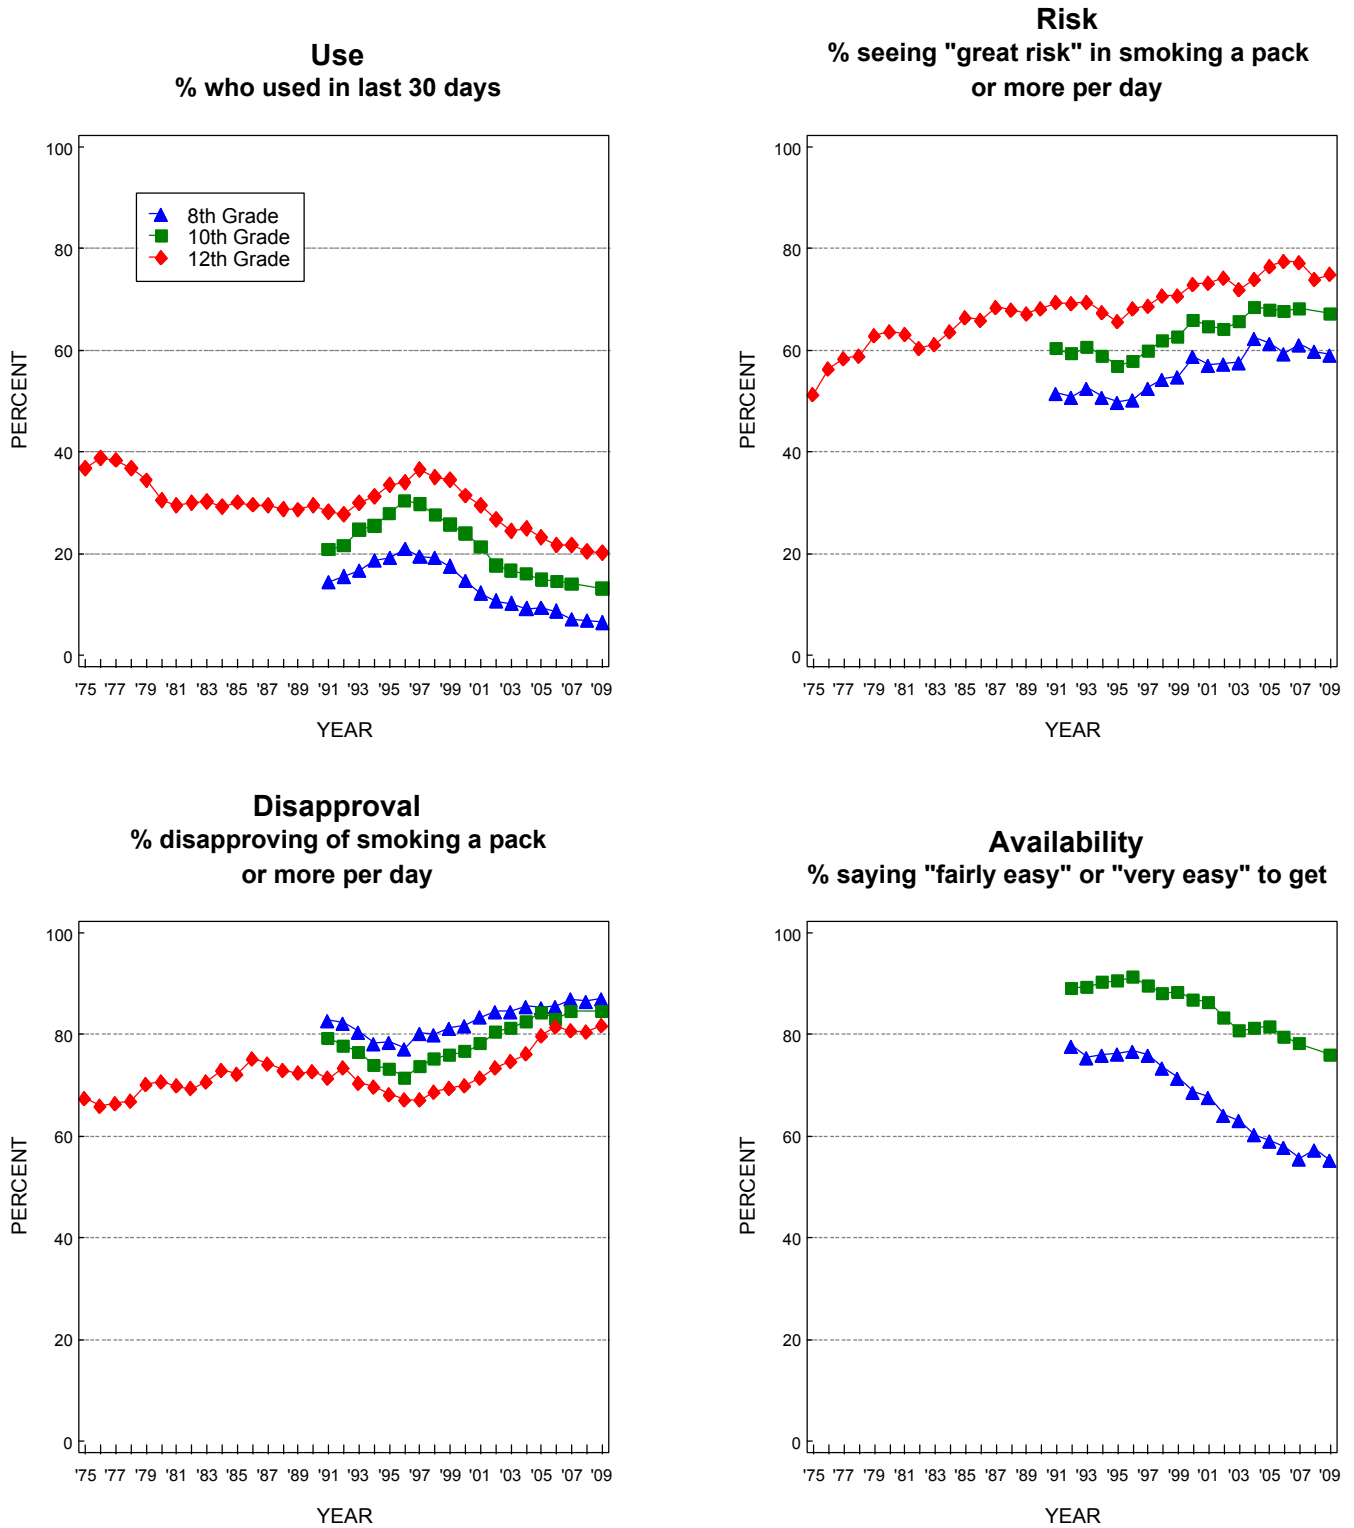 Use
% who used in last 30 days
100
80
60
40
20
0
PERCENT
8th Grade
10th Grade
12th Grade
'75 '77 '79 '81 '83 '85 '87 '89 '91 '93 '95 '97 '99 '01 '03 '05 '07 '09
YEAR
Risk
% seeing "great risk" in smoking a pack
or more per day
100
80
60
40
20
0
PERCENT
'75 '77 '79 '81 '83 '85 '87 '89 '91 '93 '95 '97 '99 '01 '03 '05 '07 '09
YEAR
Disapproval
% disapproving of smoking a pack
or more per day
100
80
60
40
20
0
PERCENT
'75 '77 '79 '81 '83 '85 '87 '89 '91 '93 '95 '97 '99 '01 '03 '05 '07 '09
YEAR
Availability
% saying "fairly easy" or "very easy" to get
100
80
60
40
20
0
PERCENT
'75 '77 '79 '81 '83 '85 '87 '89 '91 '93 '95 '97 '99 '01 '03 '05 '07 '09
YEAR